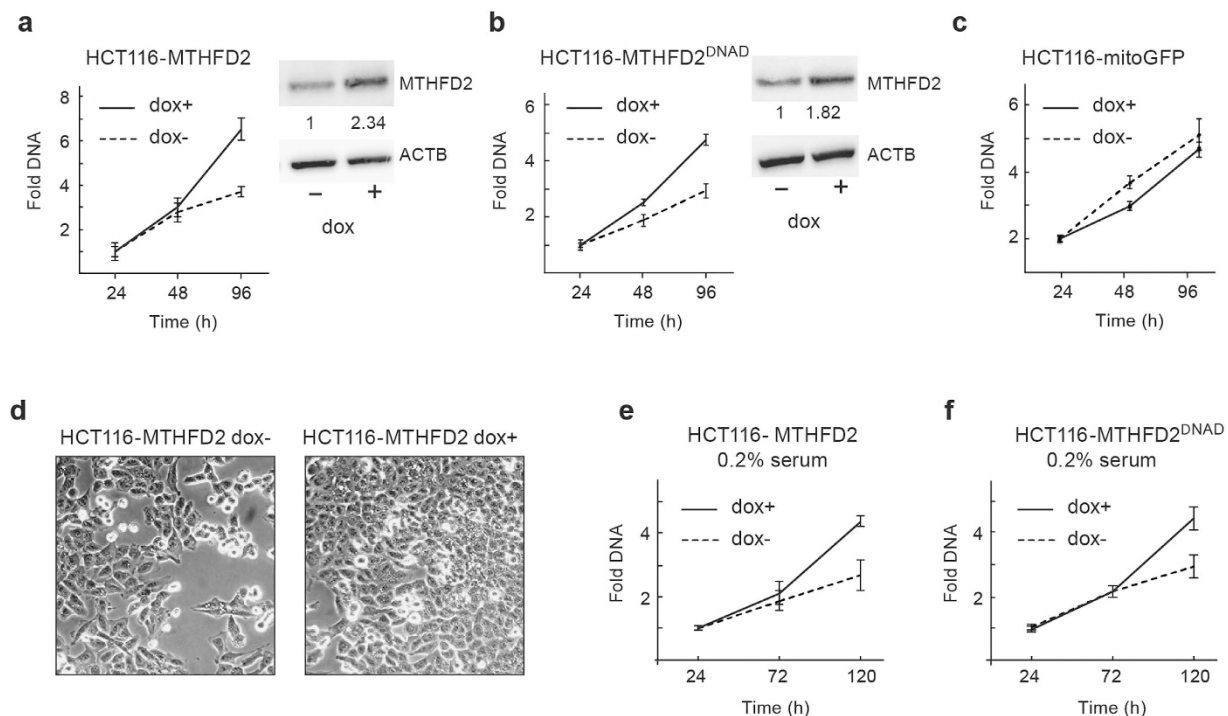 a
HCT116-MTHFD2
8
6
4
2
Fold DNA
dox+
dox-
24 48 96
Time (h)
MTHFD2
1 2.34
ACTB
− +
dox
b
HCT116-MTHFD2DNAD
6
4
2
Fold DNA
dox+
dox-
24 48 96
Time (h)
MTHFD2
1 1.82
ACTB
− +
dox
c
HCT116-mitoGFP
6
4
2
Fold DNA
dox+
dox-
24 48 96
Time (h)
d
HCT116-MTHFD2 dox-
HCT116-MTHFD2 dox+
e
HCT116- MTHFD2
0.2% serum
4
2
Fold DNA
dox+
dox-
24 72 120
Time (h)
f
HCT116-MTHFD2DNAD
0.2% serum
4
2
Fold DNA
dox+
dox-
24 72 120
Time (h)